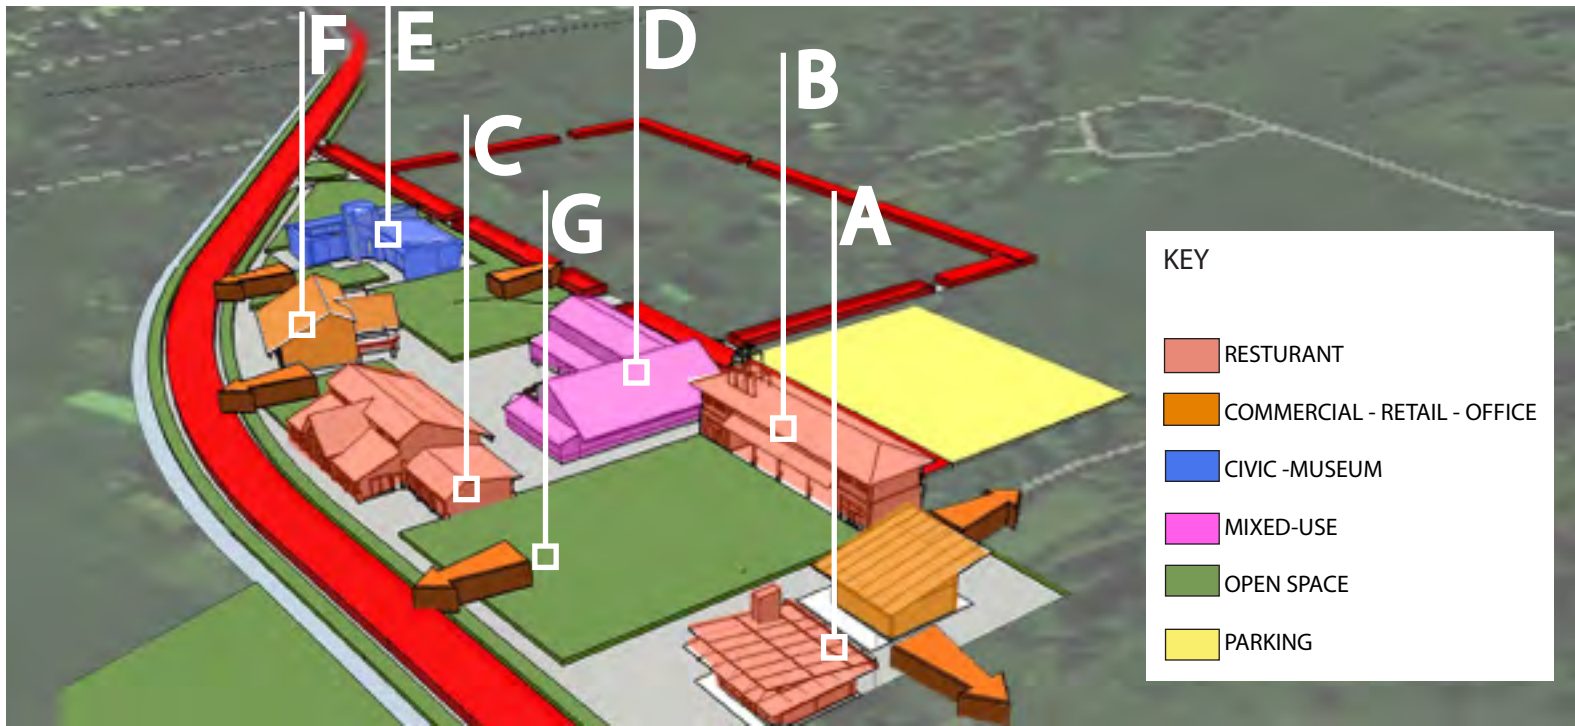 F
E
D
B
C
G
A
KEY
RESTURANT
COMMERCIAL - RETAIL - OFFICE
CIVIC -MUSEUM
MIXED-USE
OPEN SPACE
PARKING